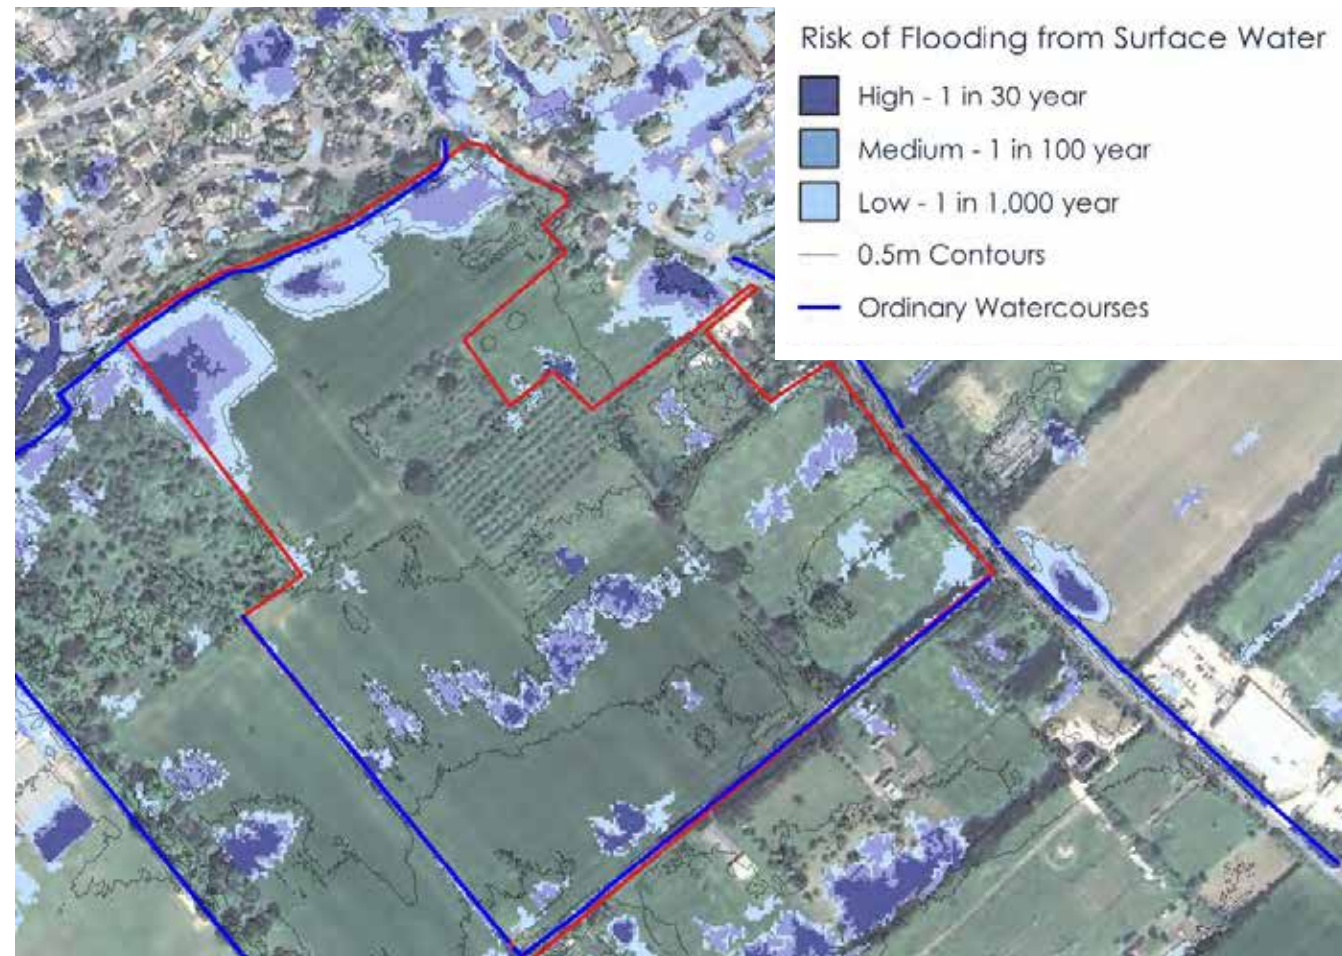 Risk of Flooding from Surface Water
High - 1 in 30 year
Medium - 1 in 100 year
Low - 1 in 1,000 year
0.5m Contours
Ordinary Watercourses